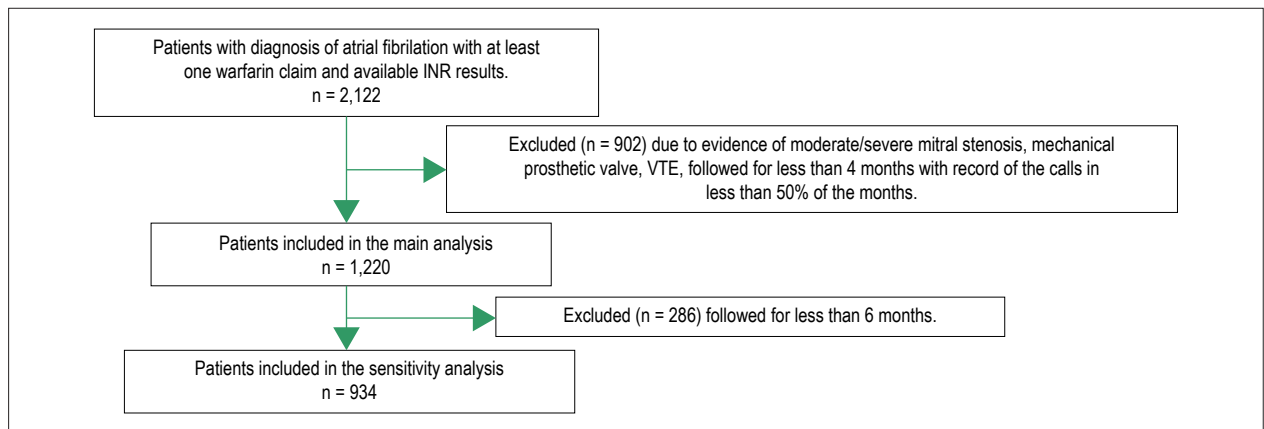 Patients with diagnosis of atrial fibrilation with at least
one warfarin claim and available INR results.
n = 2,122
Excluded (n = 902) due to evidence of moderate/severe mitral stenosis, mechanical
prosthetic valve, VTE, followed for less than 4 months with record of the calls in
less than 50% of the months.
Patients included in the main analysis
n = 1,220
Excluded (n = 286) followed for less than 6 months.
Patients included in the sensitivity analysis
n = 934